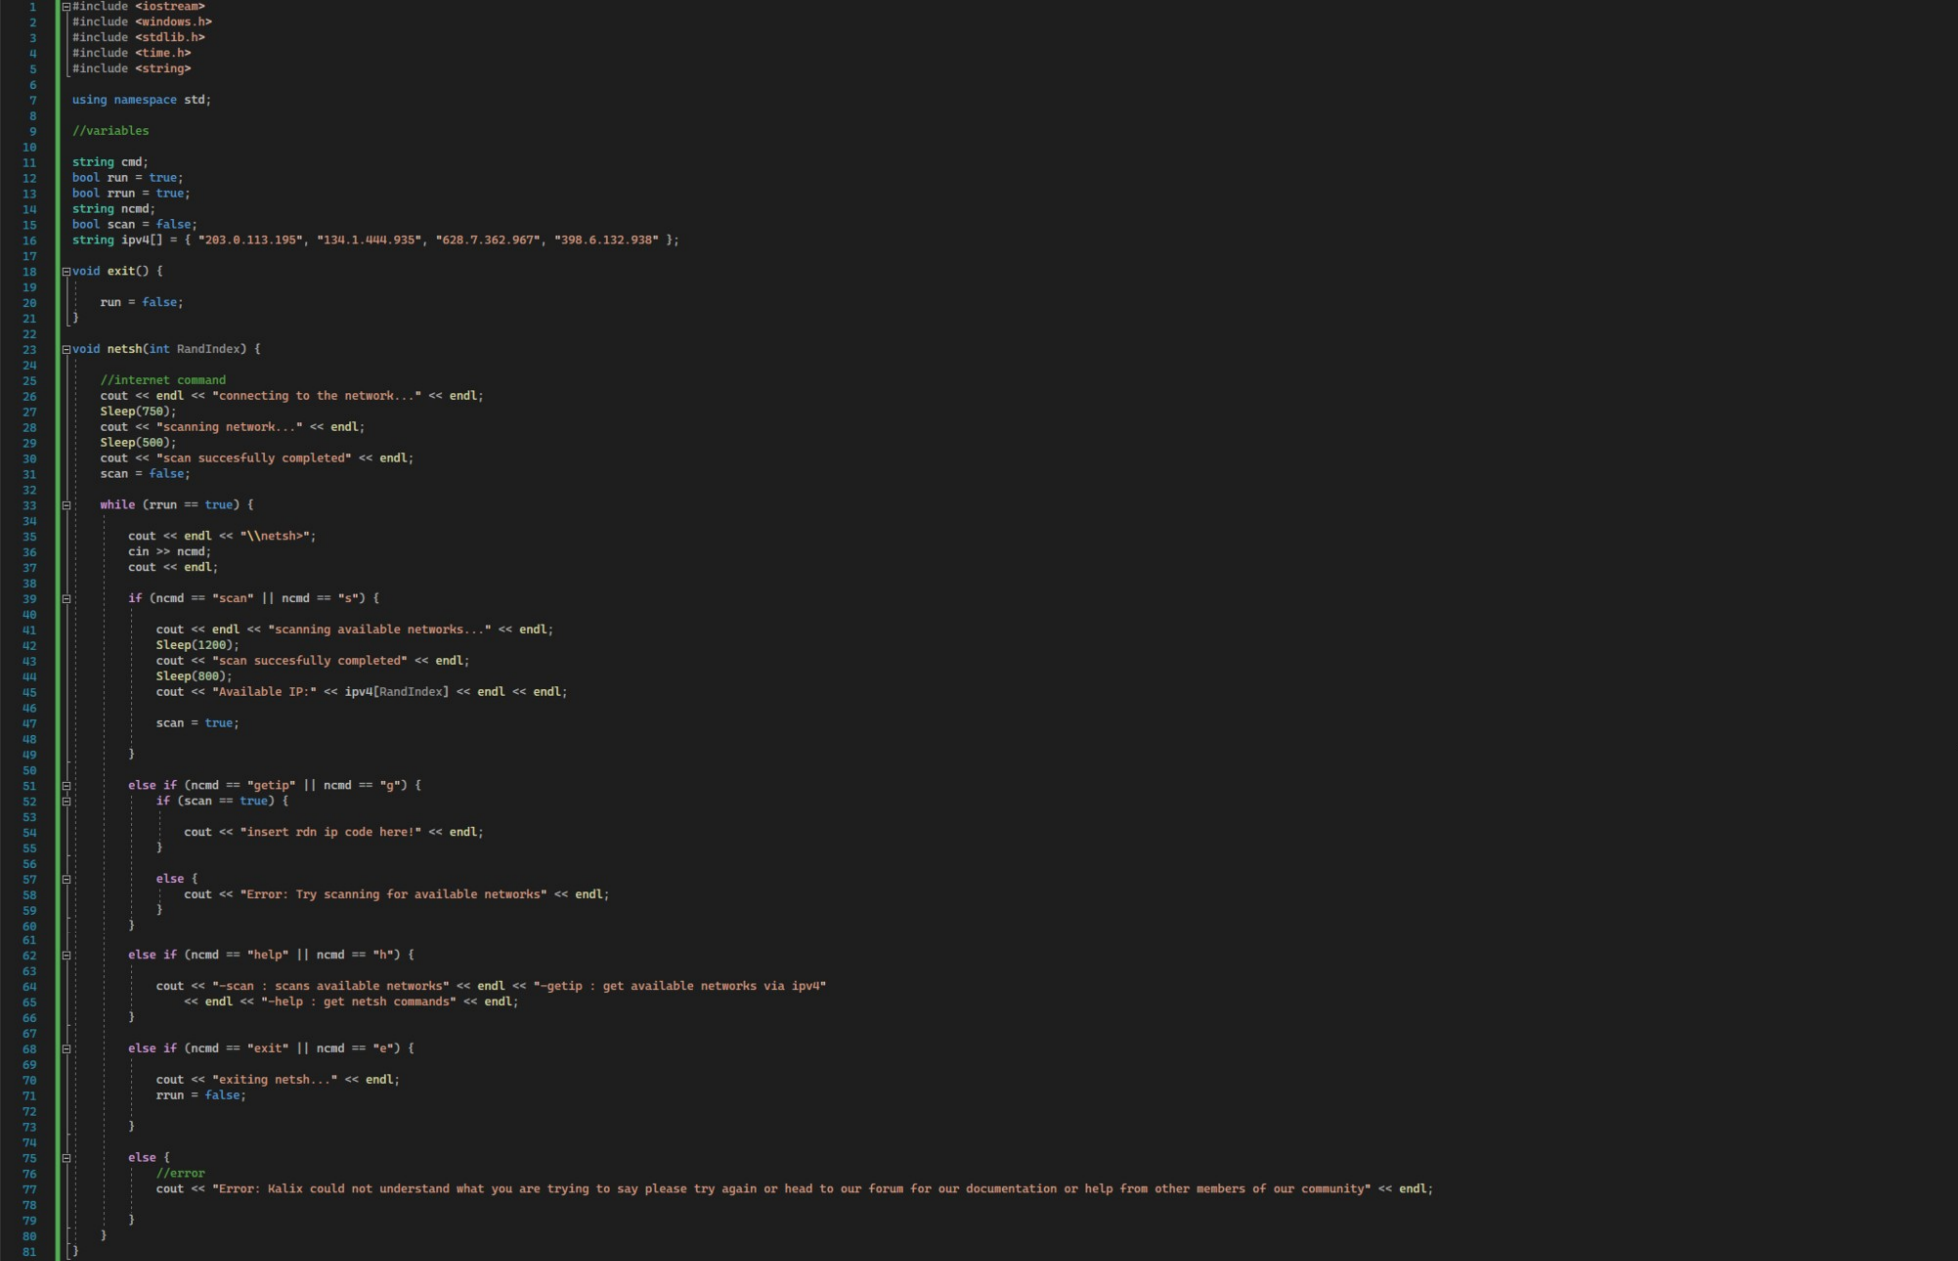 1 #include <iostream>
2 #include <windows.h>
3 #include <stdlib.h>
4 #include <time.h>
5 #include <string>
6
7 using namespace std;
8
9 //variables
10
11 string cmd;
12 bool run = true;
13 bool rrun = true;
14 string ncmd;
15 bool scan = false;
16 string ipv4[] = { "203.0.113.195", "134.1.444.935", "628.7.362.967", "398.6.132.938" };
17
18 void exit() {
19
20 run = false;
21 }
22
23 void netsh(int RandIndex) {
24
25 //internet command
26 cout << endl << "connecting to the network..." << endl;
27 Sleep(750);
28 cout << "scanning network..." << endl;
29 Sleep(500);
30 cout << "scan succesfully completed" << endl;
31 scan = false;
32
33 while (rrun == true) {
34
35 cout << endl << "\\netsh>";
36 cin >> ncmd;
37 cout << endl;
38
39 if (ncmd == "scan" || ncmd == "s") {
40
41 cout << endl << "scanning available networks..." << endl;
42 Sleep(1200);
43 cout << "scan succesfully completed" << endl;
44 Sleep(800);
45 cout << "Available IP:" << ipv4[RandIndex] << endl << endl;
46
47 scan = true;
48
49 }
50
51 else if (ncmd == "getip" || ncmd == "g") {
52 if (scan == true) {
53
54 cout << "insert rdn ip code here!" << endl;
55 }
56
57 else {
58 cout << "Error: Try scanning for available networks" << endl;
59 }
60 }
61
62 else if (ncmd == "help" || ncmd == "h") {
63
64 cout << "-scan : scans available networks" << endl << "-getip : get available networks via ipv4"
65 << endl << "-help : get netsh commands" << endl;
66 }
67
68 else if (ncmd == "exit" || ncmd == "e") {
69
70 cout << "exiting netsh..." << endl;
71 rrun = false;
72
73 }
74
75 else {
76 //error
77 cout << "Error: Kalix could not understand what you are trying to say please try again or head to our forum for our documentation or help from other members of our community" << endl;
78
79 }
80 }
81 }